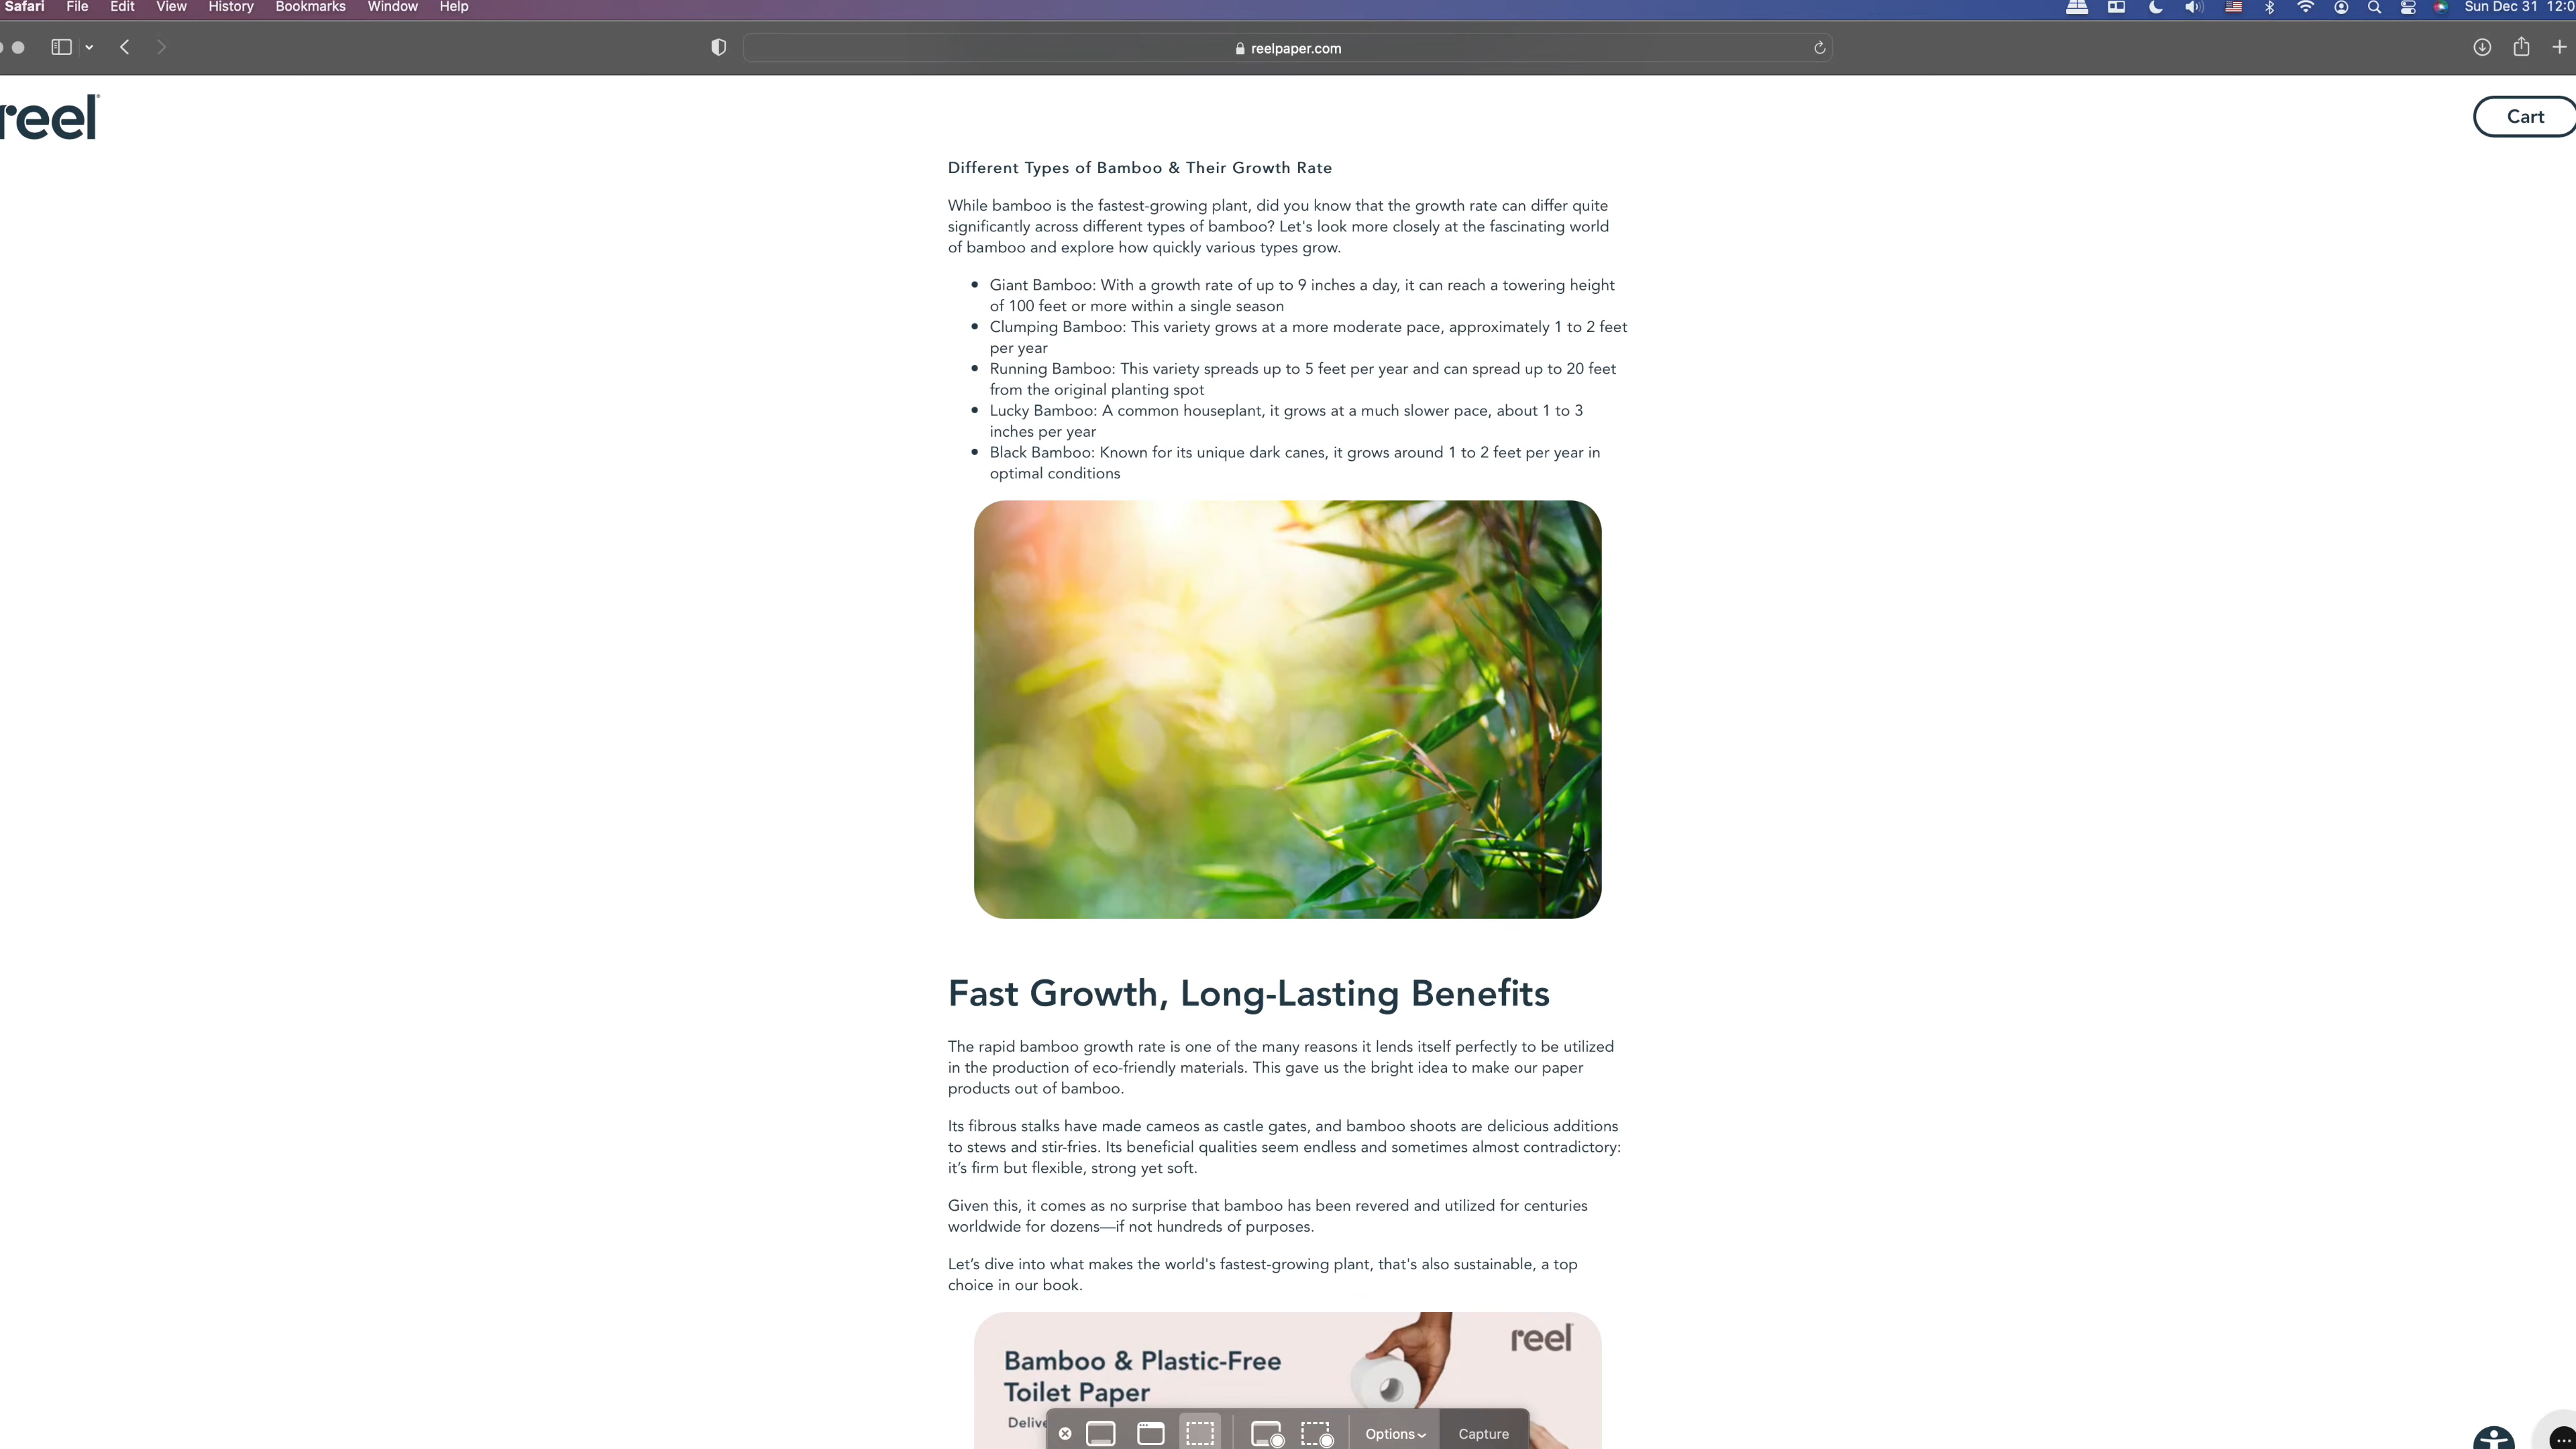 Safari File Edit View History Bookmarks Window Help
Sun Dec 31 12:0
reelpaper.com
reel
Cart
Different Types of Bamboo & Their Growth Rate
While bamboo is the fastest-growing plant, did you know that the growth rate can differ quite
significantly across different types of bamboo? Let's look more closely at the fascinating world
of bamboo and explore how quickly various types grow.
Giant Bamboo: With a growth rate of up to 9 inches a day, it can reach a towering height
of 100 feet or more within a single season
Clumping Bamboo: This variety grows at a more moderate pace, approximately 1 to 2 feet
per year
Running Bamboo: This variety spreads up to 5 feet per year and can spread up to 20 feet
from the original planting spot
Lucky Bamboo: A common houseplant, it grows at a much slower pace, about 1 to 3
inches per year
Black Bamboo: Known for its unique dark canes, it grows around 1 to 2 feet per year in
optimal conditions
Fast Growth, Long-Lasting Benefits
The rapid bamboo growth rate is one of the many reasons it lends itself perfectly to be utilized
in the production of eco-friendly materials. This gave us the bright idea to make our paper
products out of bamboo.
Its fibrous stalks have made cameos as castle gates, and bamboo shoots are delicious additions
to stews and stir-fries. Its beneficial qualities seem endless and sometimes almost contradictory:
it’s firm but flexible, strong yet soft.
Given this, it comes as no surprise that bamboo has been revered and utilized for centuries
worldwide for dozens—if not hundreds of purposes.
Let’s dive into what makes the world's fastest-growing plant, that's also sustainable, a top
choice in our book.
reel
Bamboo & Plastic-Free
Toilet Paper
Delive
Options
Capture